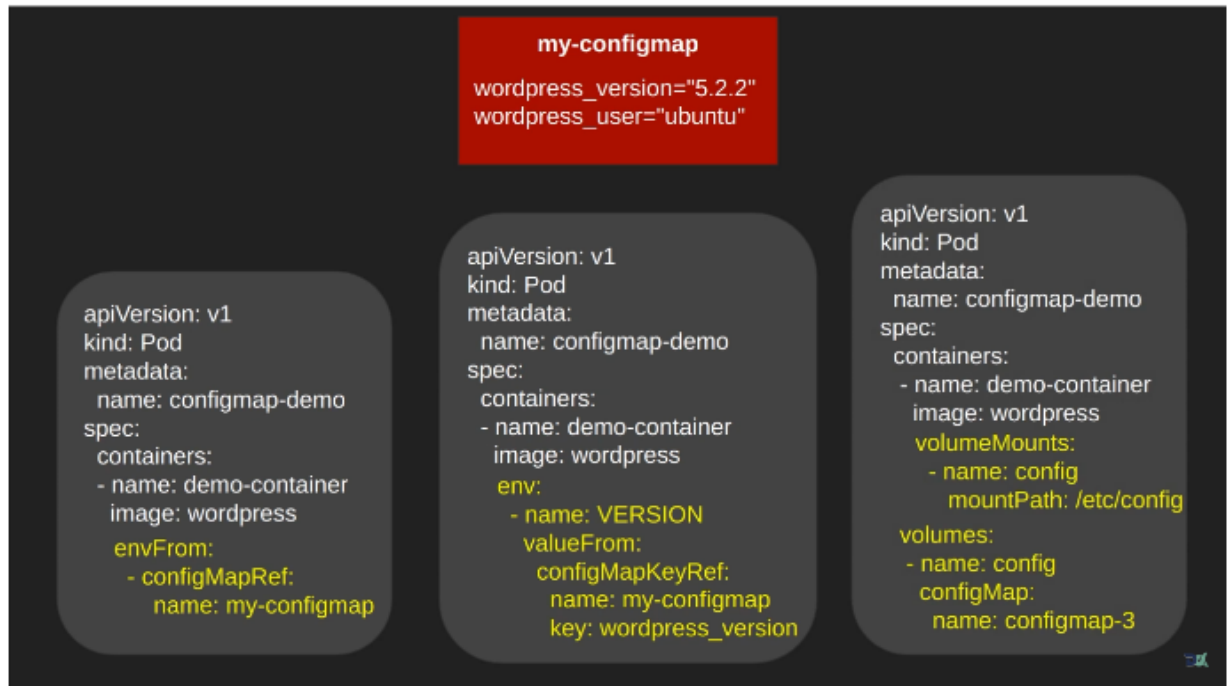 my-configmap
wordpress_version="5.2.2"
wordpress_user="ubuntu"
apiVersion: v1
kind: Pod
metadata:
  name: configmap-demo
spec:
  containers:
  - name: demo-container
    image: wordpress
    envFrom:
      - configMapRef:
          name: my-configmap
apiVersion: v1
kind: Pod
metadata:
  name: configmap-demo
spec:
  containers:
  - name: demo-container
    image: wordpress
    env:
      - name: VERSION
        valueFrom:
          configMapKeyRef:
            name: my-configmap
            key: wordpress_version
apiVersion: v1
kind: Pod
metadata:
  name: configmap-demo
spec:
  containers:
   - name: demo-container
     image: wordpress
     volumeMounts:
       - name: config
         mountPath: /etc/config
   volumes:
    - name: config
      configMap:
        name: configmap-3